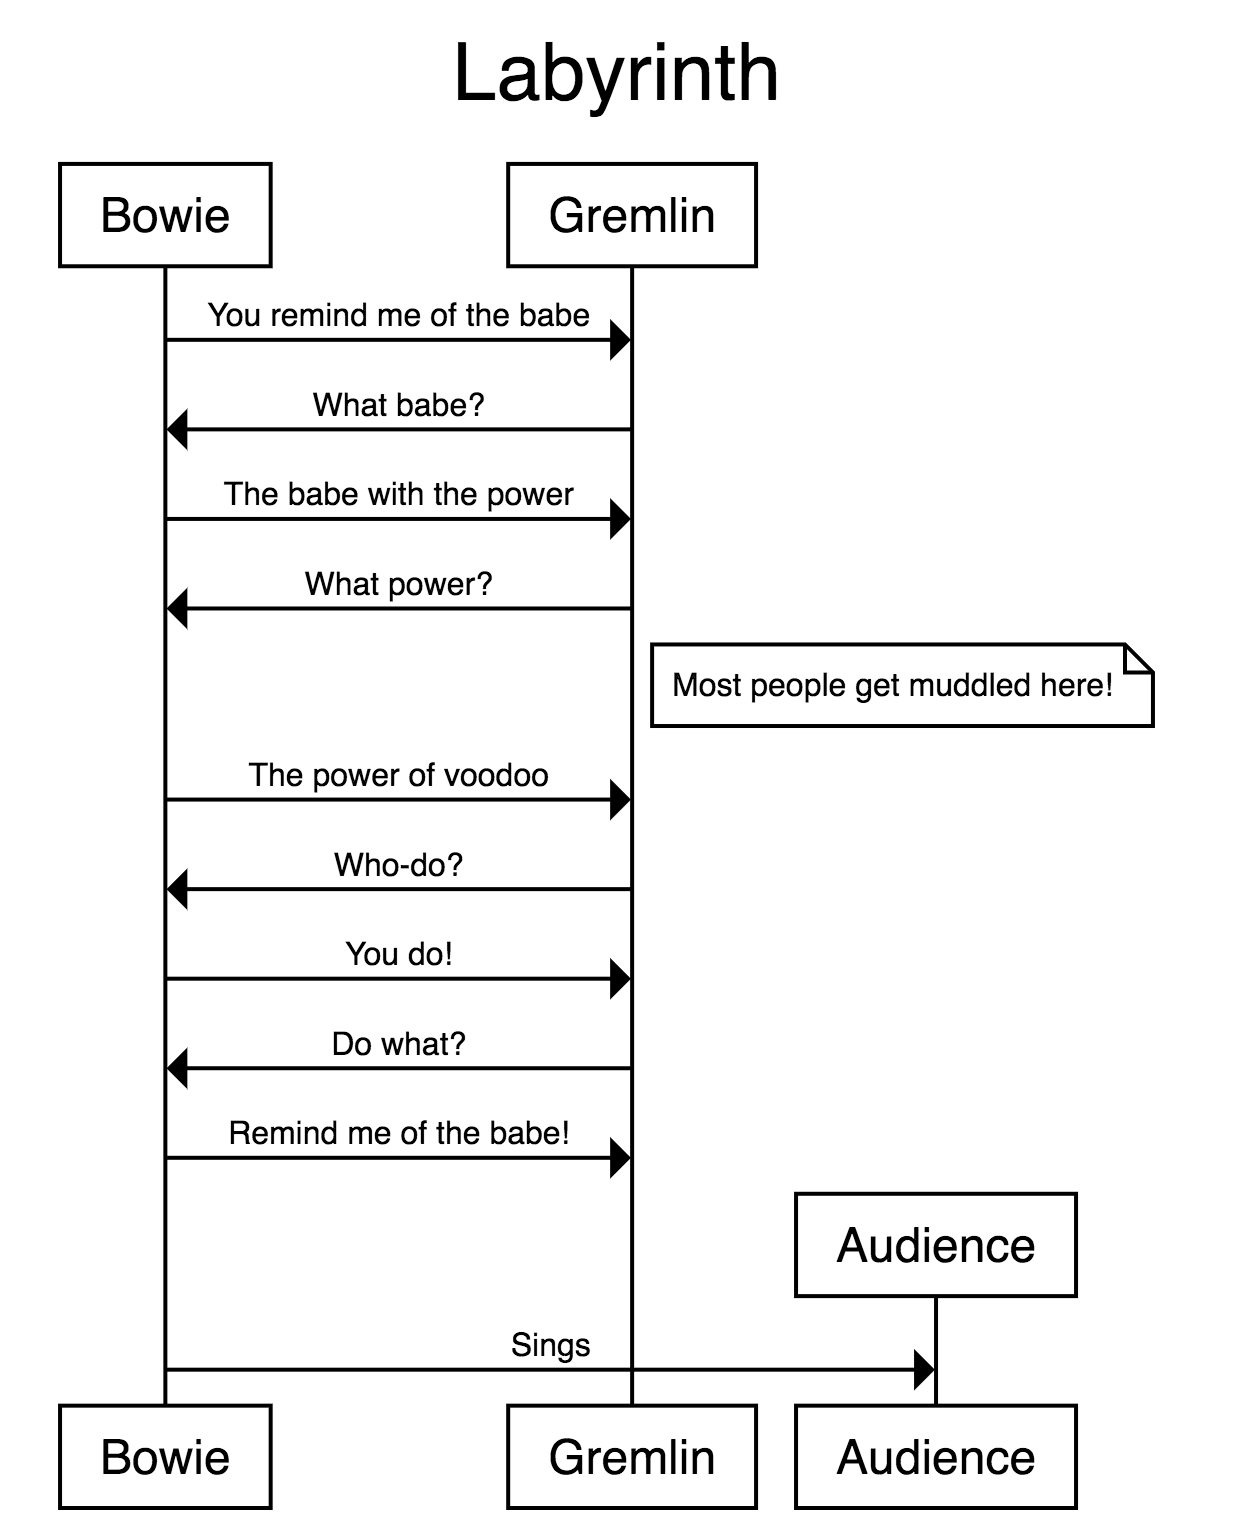 Labyrinth
Bowie
Gremlin
You remind me of the babe
What babe?
The babe with the power
What power?
Most people get muddled here!
The power of voodoo
Who-do?
You do!
Do what?
Remind me of the babe!
Audience
Sings
Bowie
Gremlin
Audience